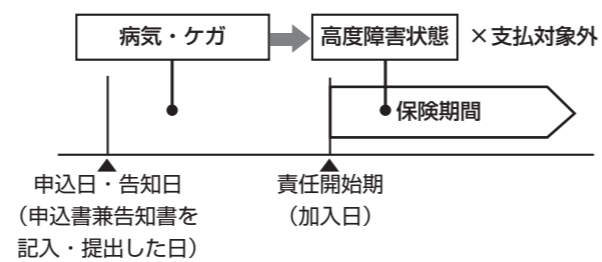 病気・ケガ
高度障害状態
×支払対象外
保険期間
申込日・告知日
（申込書兼告知書を
記入・提出した日）
責任開始期
（加入日）